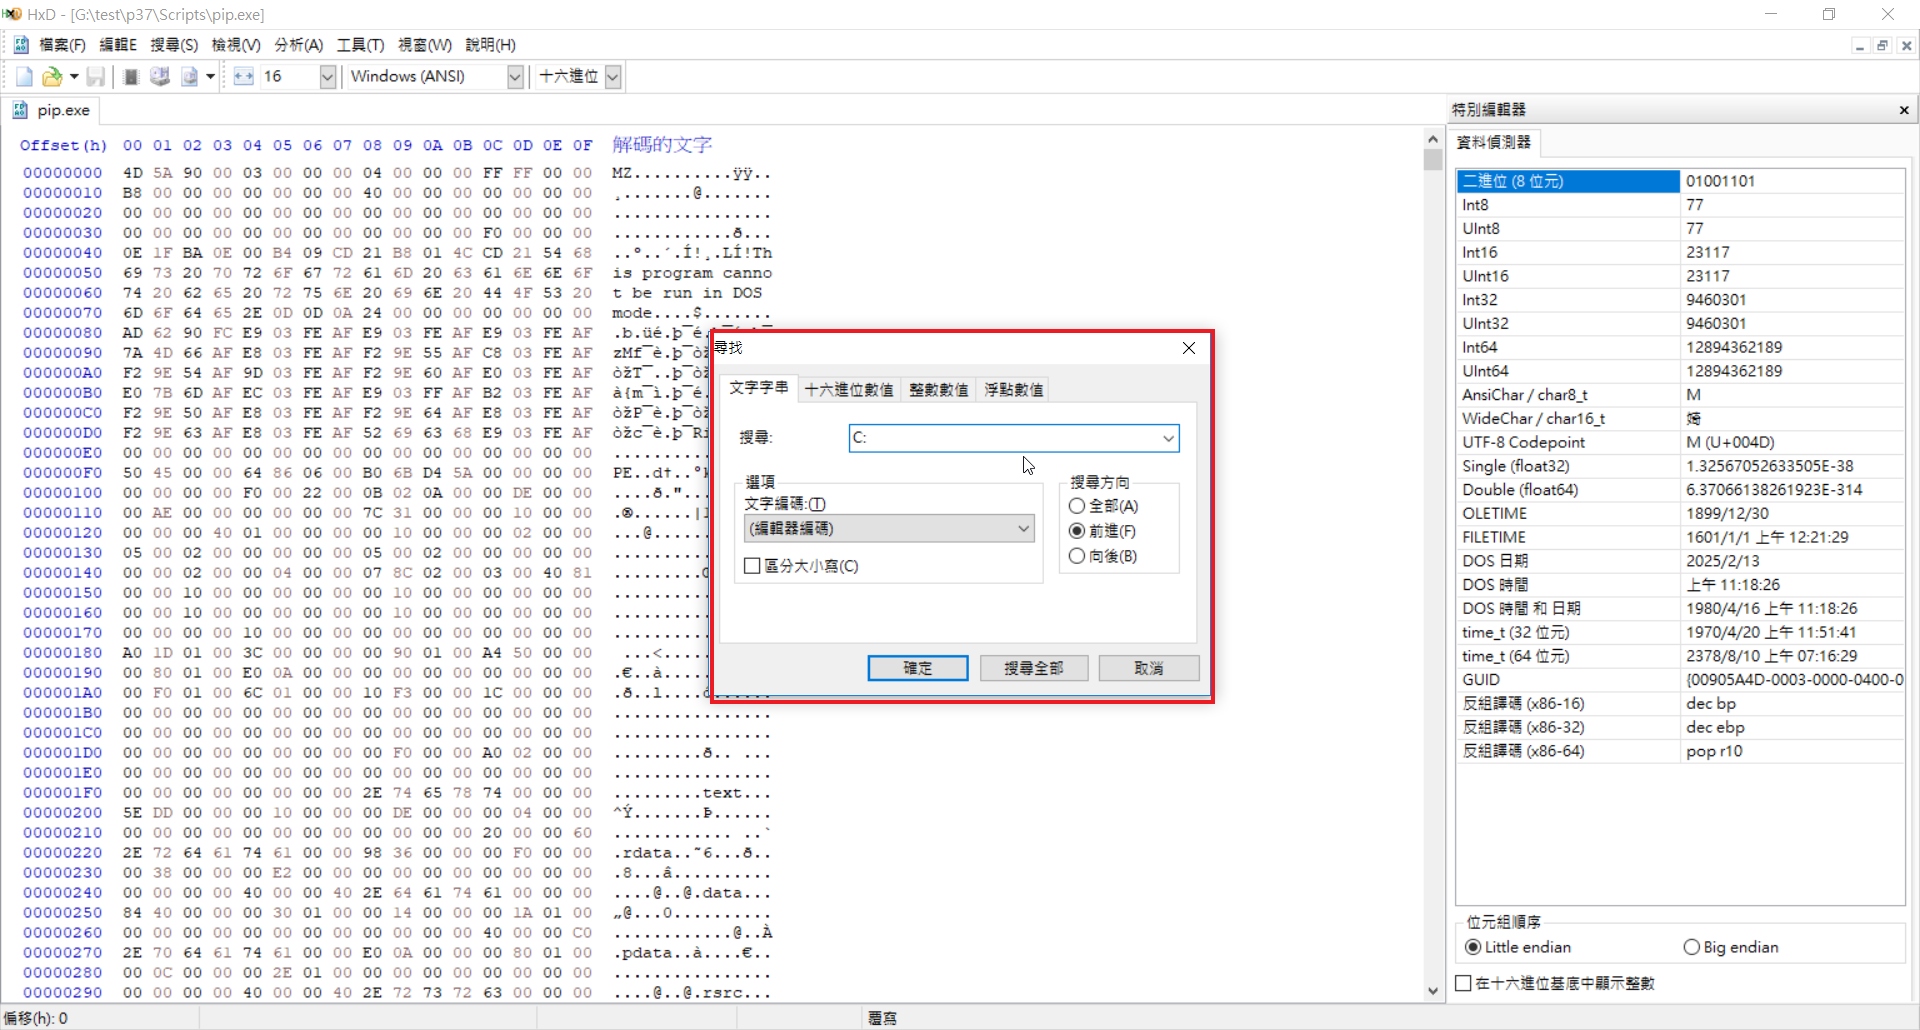 HxD - [G:\test\p37\Scripts\pip.exe]
檔案(F) 編輯E 搜尋(S) 檢視(V) 分析(A) 工具(T) 視窗(W) 說明(H)
16 Windows (ANSI) 十六進位
pip.exe
Offset(h) 00 01 02 03 04 05 06 07 08 09 0A 0B 0C 0D 0E 0F 解碼的文字
00000000 4D 5A 90 00 03 00 00 00 04 00 00 00 FF FF 00 00 MZ..........ÿÿ..
00000010 B8 00 00 00 00 00 00 00 40 00 00 00 00 00 00 00 ¸.......@.......
00000020 00 00 00 00 00 00 00 00 00 00 00 00 00 00 00 00 ................
00000030 00 00 00 00 00 00 00 00 00 00 00 00 F0 00 00 00 ............ð...
00000040 0E 1F BA 0E 00 B4 09 CD 21 B8 01 4C CD 21 54 68 ..º..´.Í!¸.LÍ!Th
00000050 69 73 20 70 72 6F 67 72 61 6D 20 63 61 6E 6E 6F is program canno
00000060 74 20 62 65 20 72 75 6E 20 69 6E 20 44 4F 53 20 t be run in DOS
00000070 6D 6F 64 65 2E 0D 0D 0A 24 00 00 00 00 00 00 00 mode....$.......
00000080 AD 62 90 FC E9 03 FE AF E9 03 FE AF E9 03 FE AF .b.üé.þ¯é.
00000090 7A 4D 66 AF E8 03 FE AF F2 9E 55 AF C8 03 FE AF zMf¯è.þ¯òž
000000A0 F2 9E 54 AF 9D 03 FE AF F2 9E 60 AF E0 03 FE AF òžT¯..þ¯òž
000000B0 E0 7B 6D AF EC 03 FE AF E9 03 FF AF B2 03 FE AF à{m¯ì.þ¯é.
000000C0 F2 9E 50 AF E8 03 FE AF F2 9E 64 AF E8 03 FE AF òžP¯è.þ¯òž
000000D0 F2 9E 63 AF E8 03 FE AF 52 69 63 68 E9 03 FE AF òžc¯è.þ¯Ri
000000E0 00 00 00 00 00 00 00 00 00 00 00 00 00 00 00 00 ..........
000000F0 50 45 00 00 64 86 06 00 B0 6B D4 5A 00 00 00 00 PE..d†..°k
00000100 00 00 00 00 F0 00 22 00 0B 02 0A 00 00 DE 00 00 ....ð."...
00000110 00 AE 00 00 00 00 00 00 7C 31 00 00 00 10 00 00 .®......|1
00000120 00 00 00 40 01 00 00 00 00 10 00 00 00 02 00 00 ...@......
00000130 05 00 02 00 00 00 00 00 05 00 02 00 00 00 00 00 ..........
00000140 00 00 02 00 00 04 00 00 07 8C 02 00 03 00 40 81 .........Œ
00000150 00 00 10 00 00 00 00 00 00 10 00 00 00 00 00 00 ..........
00000160 00 00 10 00 00 00 00 00 00 10 00 00 00 00 00 00 ..........
00000170 00 00 00 00 10 00 00 00 00 00 00 00 00 00 00 00 ..........
00000180 A0 1D 01 00 3C 00 00 00 00 90 01 00 A4 50 00 00  ...<.....
00000190 00 80 01 00 E0 0A 00 00 00 00 00 00 00 00 00 00 .€..à.....
000001A0 00 F0 01 00 6C 01 00 00 10 F3 00 00 1C 00 00 00 .ð..l....ó......
000001B0 00 00 00 00 00 00 00 00 00 00 00 00 00 00 00 00 ................
000001C0 00 00 00 00 00 00 00 00 00 00 00 00 00 00 00 00 ................
000001D0 00 00 00 00 00 00 00 00 00 F0 00 00 A0 02 00 00 .........ð.. ...
000001E0 00 00 00 00 00 00 00 00 00 00 00 00 00 00 00 00 ................
000001F0 00 00 00 00 00 00 00 00 2E 74 65 78 74 00 00 00 .........text...
00000200 5E DD 00 00 00 10 00 00 00 DE 00 00 00 04 00 00 ^Ý.......Þ......
00000210 00 00 00 00 00 00 00 00 00 00 00 00 20 00 00 60 ............ ..`
00000220 2E 72 64 61 74 61 00 00 98 36 00 00 00 F0 00 00 .rdata..˜6...ð..
00000230 00 38 00 00 00 E2 00 00 00 00 00 00 00 00 00 00 .8...â..........
00000240 00 00 00 00 40 00 00 40 2E 64 61 74 61 00 00 00 ....@..@.data...
00000250 84 40 00 00 00 30 01 00 00 14 00 00 00 1A 01 00 „@...0..........
00000260 00 00 00 00 00 00 00 00 00 00 00 00 40 00 00 C0 ............@..À
00000270 2E 70 64 61 74 61 00 00 E0 0A 00 00 00 80 01 00 .pdata..à....€..
00000280 00 0C 00 00 00 2E 01 00 00 00 00 00 00 00 00 00 ................
00000290 00 00 00 00 40 00 00 40 2E 72 73 72 63 00 00 00 ....@..@.rsrc...
尋找
文字字串 十六進位數值 整數數值 浮點數值
搜尋: C:
選項
文字編碼:(T)
(編輯器編碼)
區分大小寫(C)
搜尋方向
全部(A)
前進(F)
向後(B)
確定 搜尋全部 取消
特別編輯器
資料偵測器
二進位 (8 位元) 01001101
Int8 77
UInt8 77
Int16 23117
UInt16 23117
Int32 9460301
UInt32 9460301
Int64 12894362189
UInt64 12894362189
AnsiChar / char8_t M
WideChar / char16_t 婍
UTF-8 Codepoint M (U+004D)
Single (float32) 1.32567052633505E-38
Double (float64) 6.37066138261923E-314
OLETIME 1899/12/30
FILETIME 1601/1/1 上午 12:21:29
DOS 日期 2025/2/13
DOS 時間 上午 11:18:26
DOS 時間 和 日期 1980/4/16 上午 11:18:26
time_t (32 位元) 1970/4/20 上午 11:51:41
time_t (64 位元) 2378/8/10 上午 07:16:29
GUID {00905A4D-0003-0000-0400-0
反組譯碼 (x86-16) dec bp
反組譯碼 (x86-32) dec ebp
反組譯碼 (x86-64) pop r10
位元組順序
Little endian Big endian
在十六進位基底中顯示整數
偏移(h): 0 覆寫